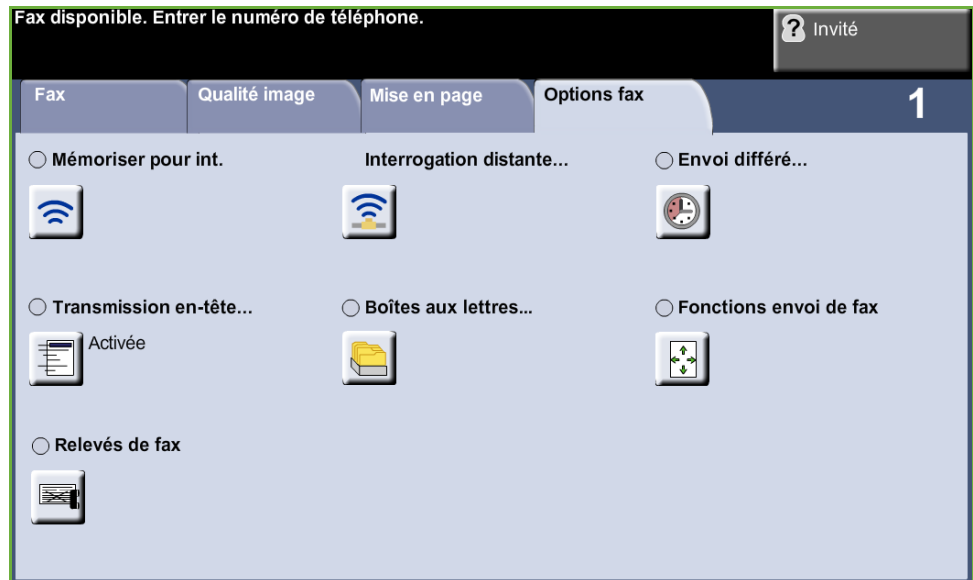 Fax disponible. Entrer le numéro de téléphone.
Invité
Fax
Qualité image
Mise en page
Options fax
1
Mémoriser pour int.
Interrogation distante...
Envoi différé...
Transmission en-tête...
Activée
Boîtes aux lettres...
Fonctions envoi de fax
Relevés de fax